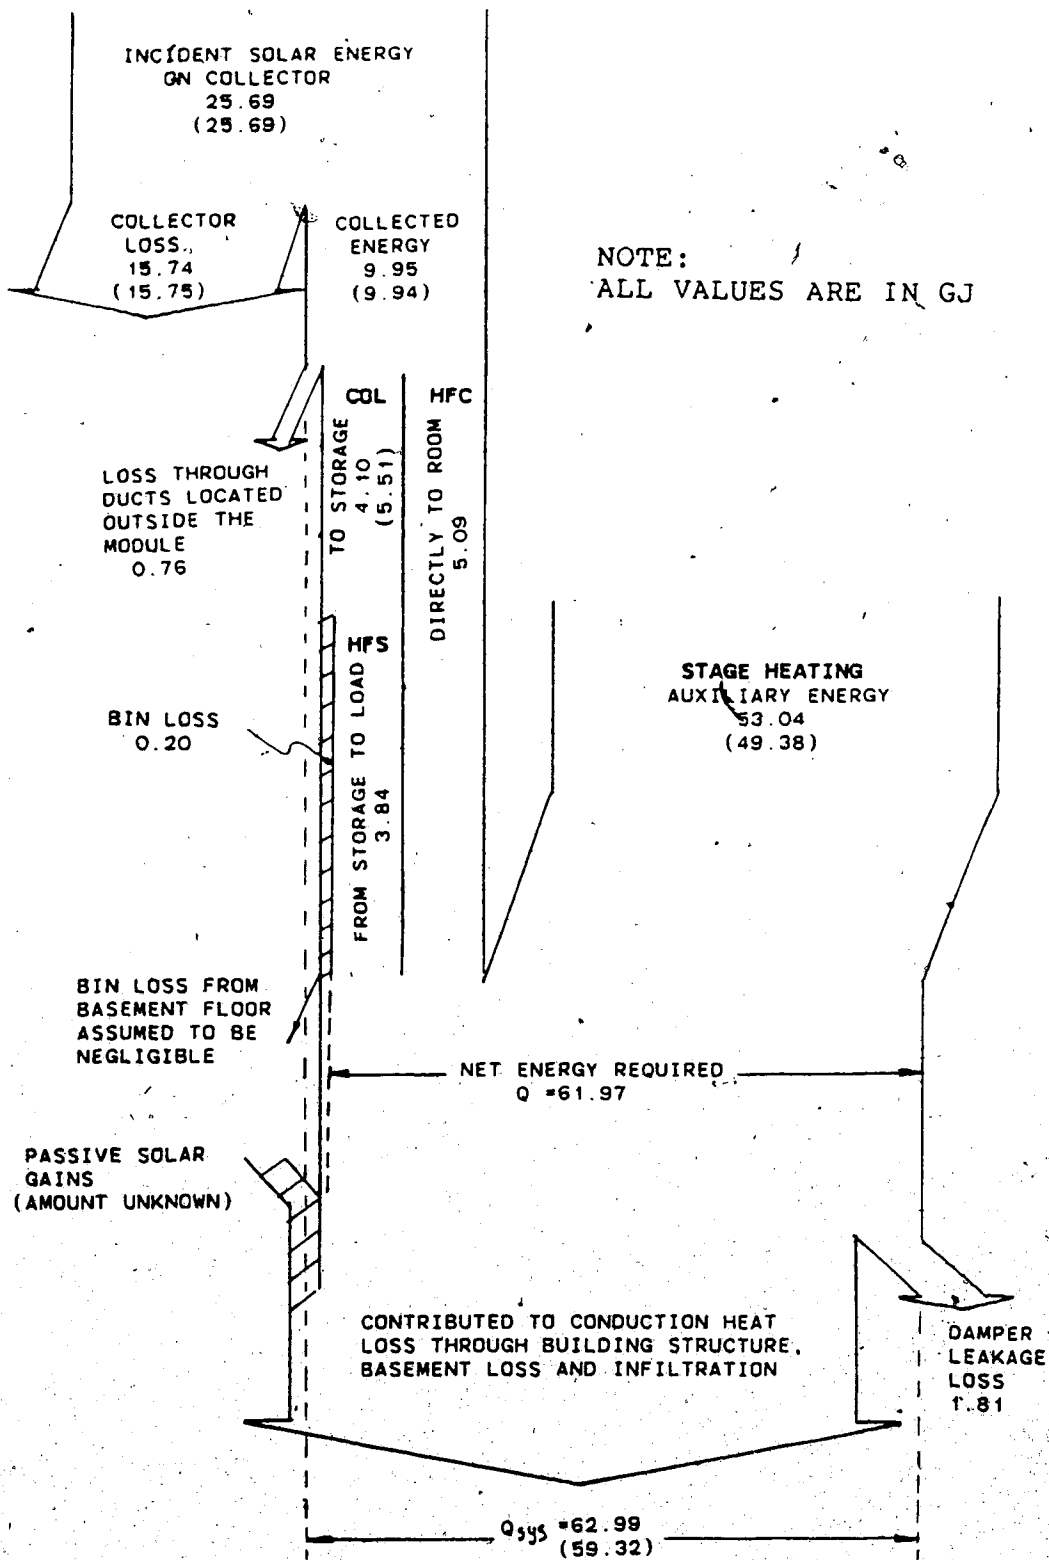 INCIDENT SOLAR ENERGY
ON COLLECTOR
25.69
(25.69)
COLLECTOR
LOSS
15.74
(15.75)
COLLECTED
ENERGY
9.95
(9.94)
NOTE:
ALL VALUES ARE IN GJ
COL
TO STORAGE
4.10
(5.51)
HFC
DIRECTLY TO ROOM
5.09
LOSS THROUGH
DUCTS LOCATED
OUTSIDE THE
MODULE
0.76
HFS
FROM STORAGE TO LOAD
3.84
BIN LOSS
0.20
STAGE HEATING
AUXILIARY ENERGY
53.04
(49.38)
BIN LOSS FROM
BASEMENT FLOOR
ASSUMED TO BE
NEGLIGIBLE
NET ENERGY REQUIRED
Q =61.97
PASSIVE SOLAR
GAINS
(AMOUNT UNKNOWN)
CONTRIBUTED TO CONDUCTION HEAT
LOSS THROUGH BUILDING STRUCTURE,
BASEMENT LOSS AND INFILTRATION
DAMPER
LEAKAGE
LOSS
1.81
Qsys =62.99
(59.32)